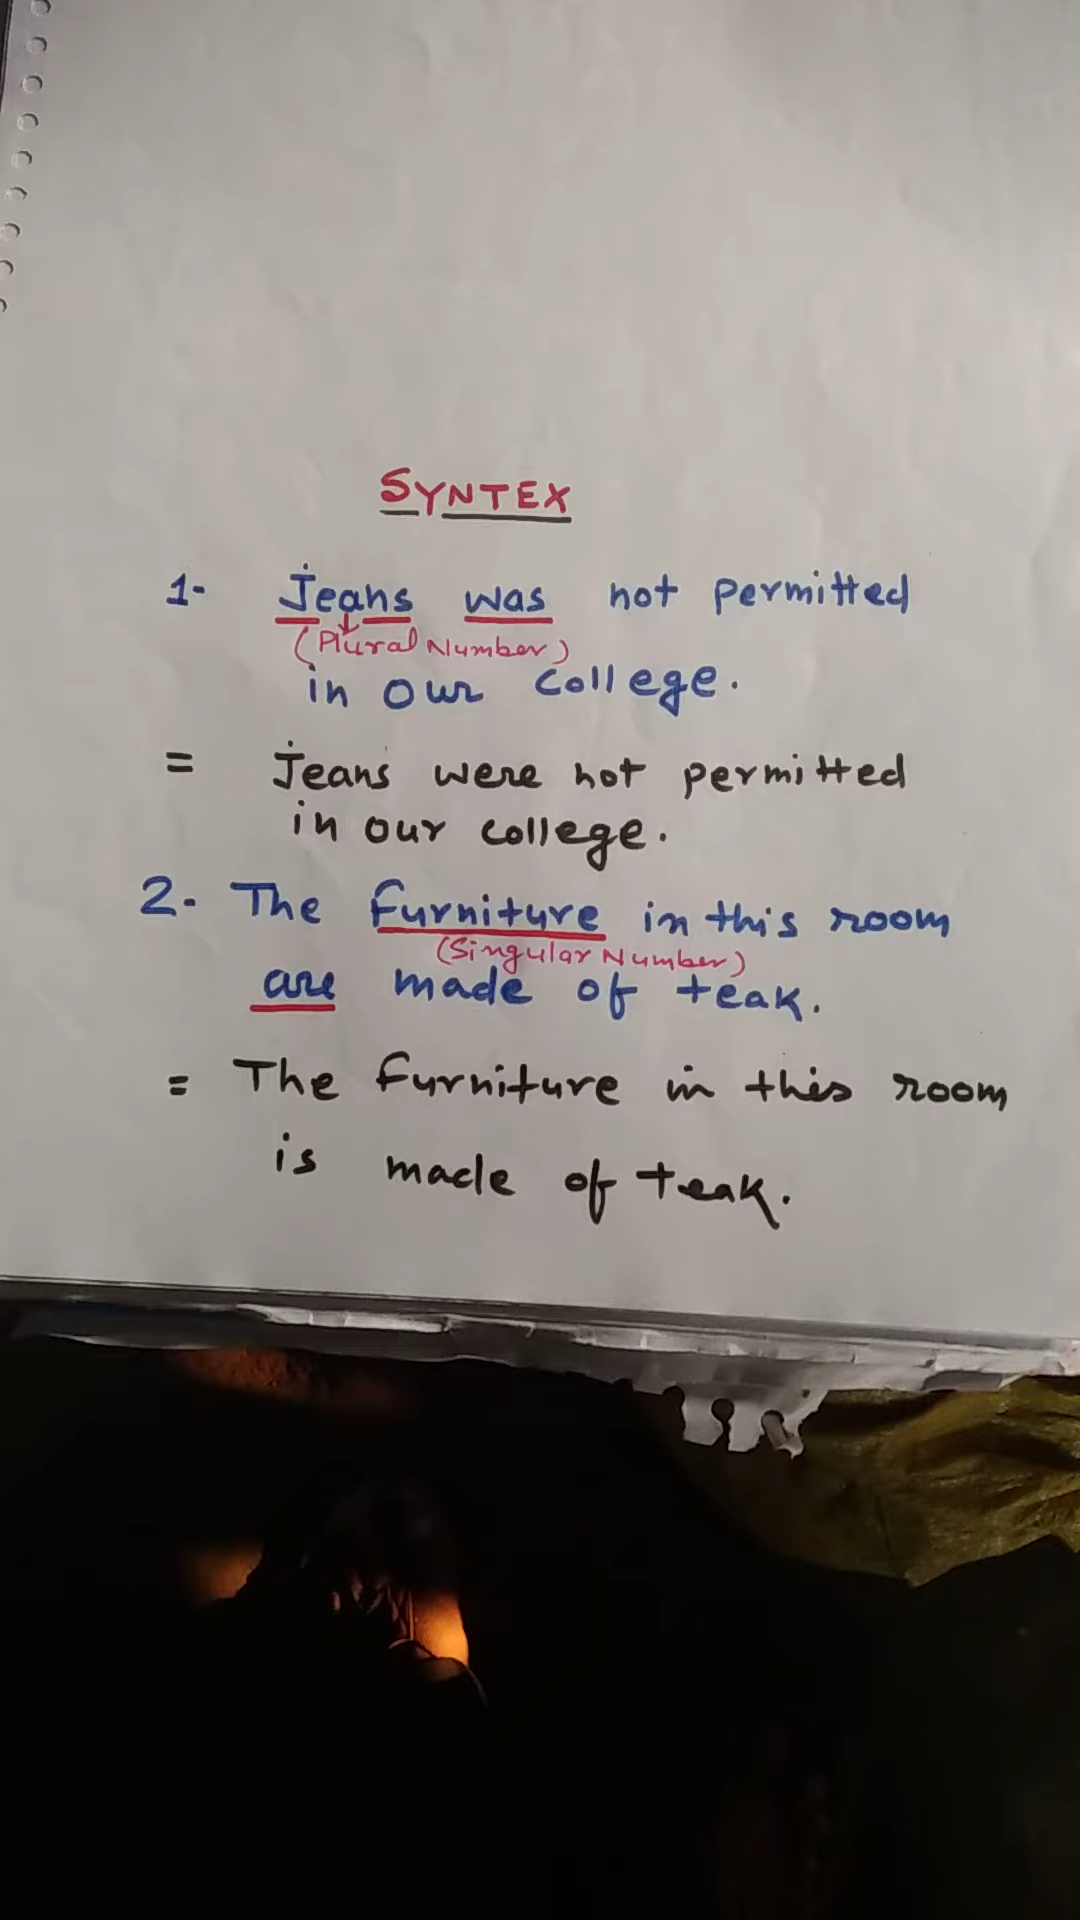 SYNTEX
1- Jeans was not permitted
(Plural Number)
in our college.
= Jeans were not permitted
in our college.
2. The furniture in this room
(Singular Number)
are made of teak.
= The furniture in this room
is made of teak.